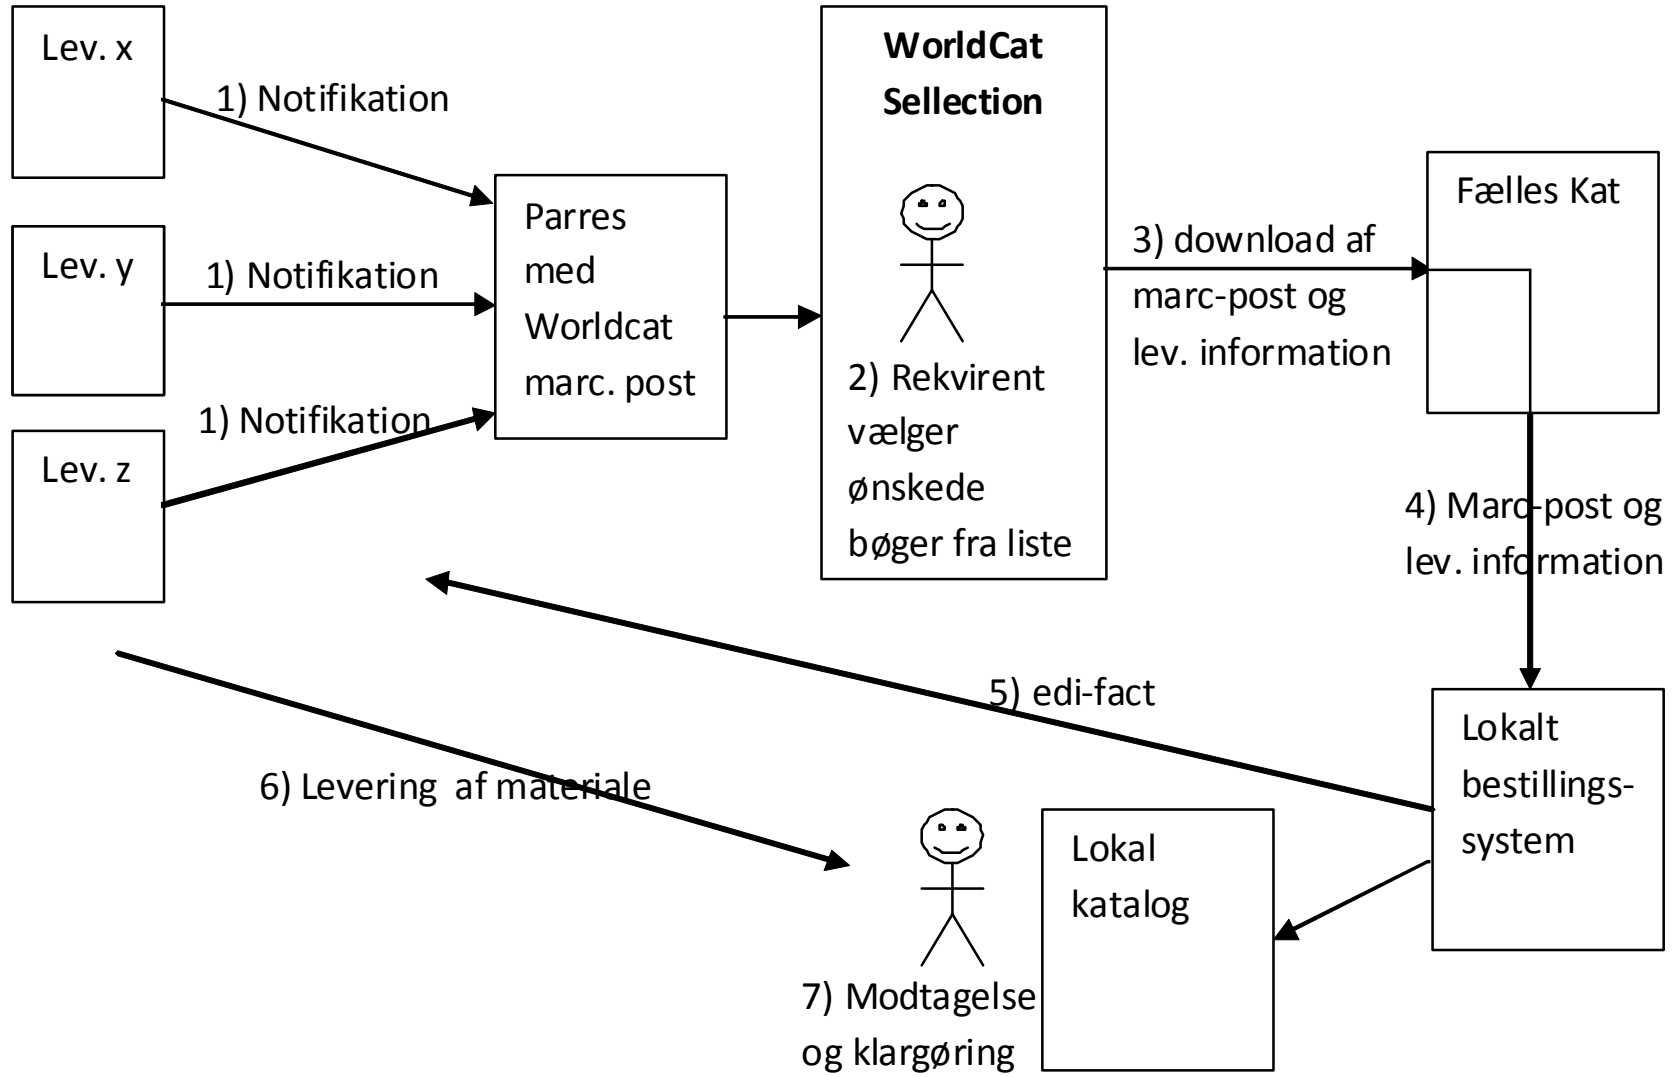 Lev. x
1) Notifikation
Lev. y
1) Notifikation
Lev. z
1) Notifikation
Parres
med
Worldcat
marc. post
WorldCat
Sellection
2) Rekvirent
vælger
ønskede
bøger fra liste
3) download af
marc-post og
lev. information
Fælles Kat
4) Marc-post og
lev. information
Lokalt
bestillings-
system
5) edi-fact
6) Levering af materiale
Lokal
katalog
7) Modtagelse
og klargøring